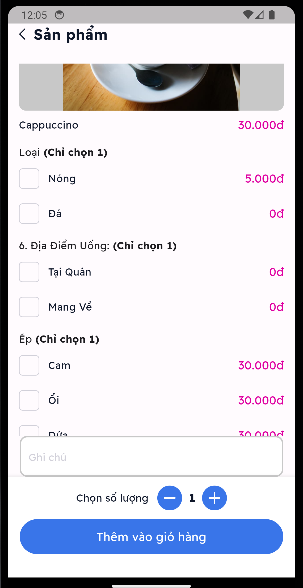 12:05
Sản phẩm
Cappuccino 30.000đ
Loại (Chỉ chọn 1)
Nóng 5.000đ
Đá 0đ
6. Địa Điểm Uống: (Chỉ chọn 1)
Tại Quán 0đ
Mang Về 0đ
Ép (Chỉ chọn 1)
Cam 30.000đ
Ổi 30.000đ
Dứa 30.000đ
Ghi chú
Chọn số lượng 1
Thêm vào giỏ hàng